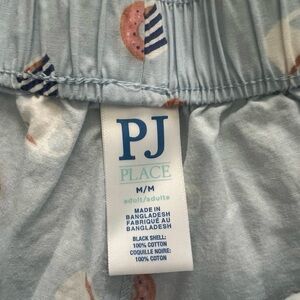 PJ
PLACE
M/M
adult/adulte
MADE IN
BANGLADESH
FABRIQUÉ AU
BANGLADESH
BLACK SHELL:
100% COTTON
COQUILLE NOIRE:
100% COTON